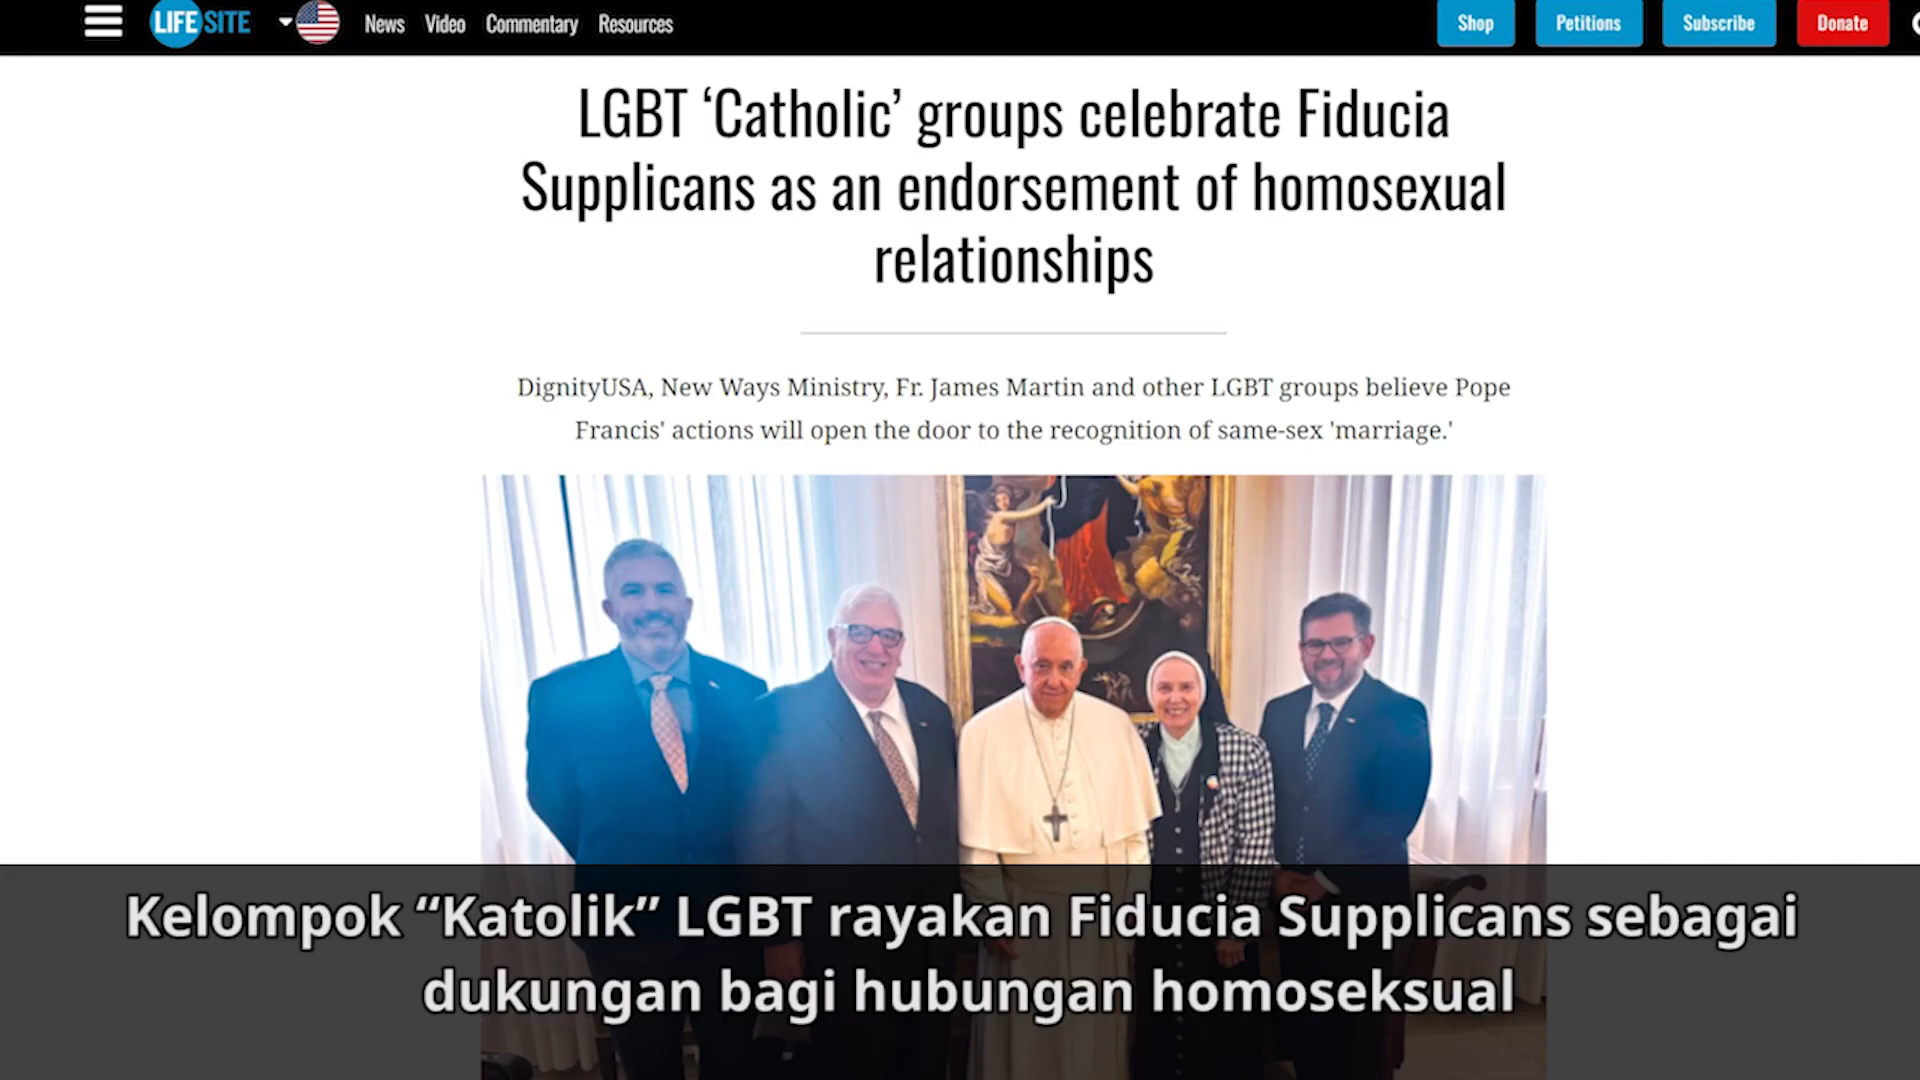 LIFESITE News Video Commentary Resources Shop Petitions Subscribe Donate
LGBT ‘Catholic’ groups celebrate Fiducia
Supplicans as an endorsement of homosexual
relationships
DignityUSA, New Ways Ministry, Fr. James Martin and other LGBT groups believe Pope
Francis' actions will open the door to the recognition of same-sex 'marriage.'
Kelompok “Katolik” LGBT rayakan Fiducia Supplicans sebagai
dukungan bagi hubungan homoseksual